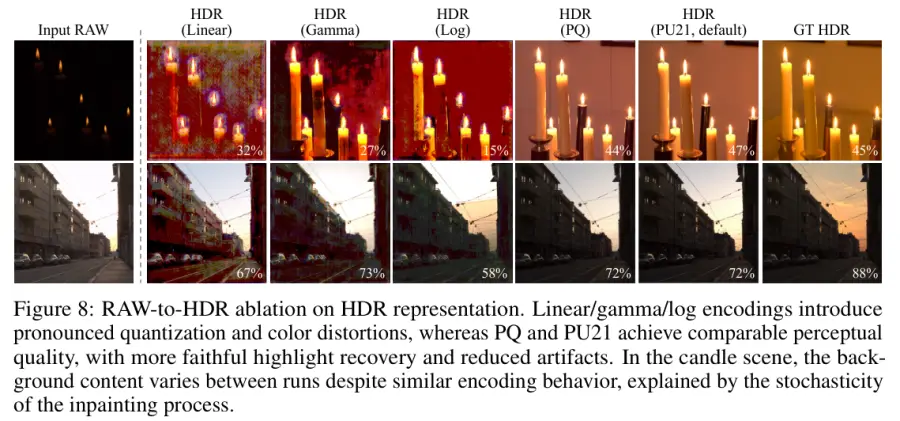 Input RAW
HDR
(Linear)
HDR
(Gamma)
HDR
(Log)
HDR
(PQ)
HDR
(PU21, default)
GT HDR
32%
27%
15%
44%
47%
45%
67%
73%
58%
72%
72%
88%
Figure 8: RAW-to-HDR ablation on HDR representation. Linear/gamma/log encodings introduce
pronounced quantization and color distortions, whereas PQ and PU21 achieve comparable perceptual
quality, with more faithful highlight recovery and reduced artifacts. In the candle scene, the back-
ground content varies between runs despite similar encoding behavior, explained by the stochasticity
of the inpainting process.